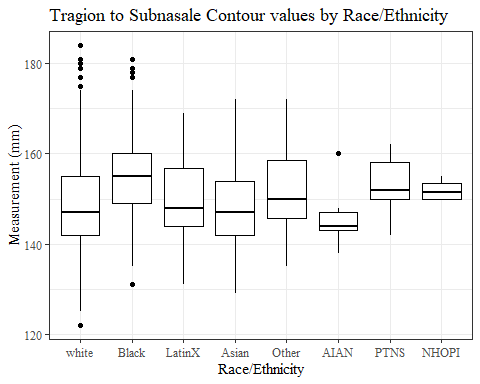 Tragion to Subnasale Contour values by Race/Ethnicity
Measurement (mm)
180
160
140
120
white Black LatinX Asian Other AIAN PTNS NHOPI
Race/Ethnicity